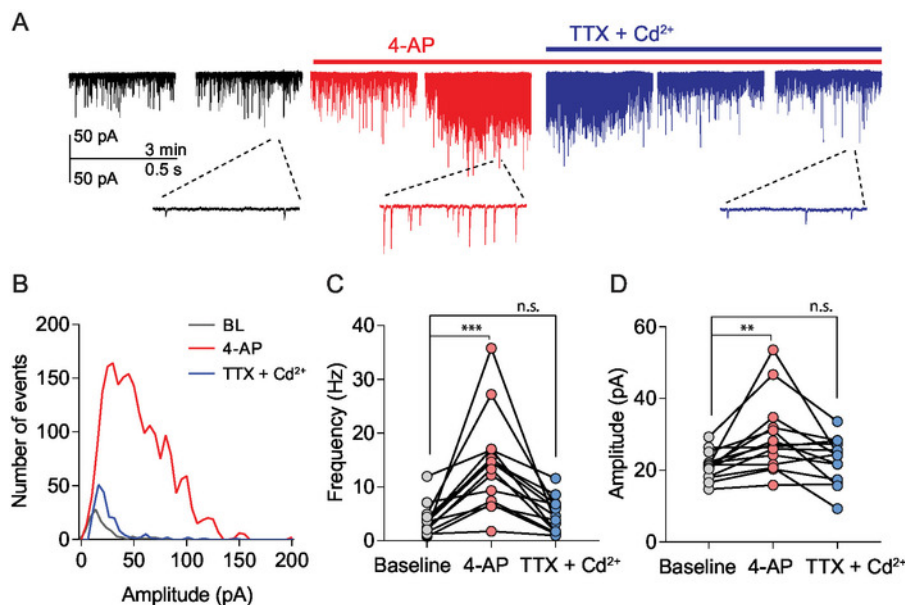 A
4-AP
TTX + Cd²⁺
50 pA
3 min
0.5 s
50 pA
B
Number of events
200
150
100
50
0
0 50 100 150 200
Amplitude (pA)
BL
4-AP
TTX + Cd²⁺
C
n.s.
***
Frequency (Hz)
40
30
20
10
0
Baseline 4-AP TTX + Cd²⁺
D
n.s.
**
Amplitude (pA)
60
40
20
0
Baseline 4-AP TTX + Cd²⁺